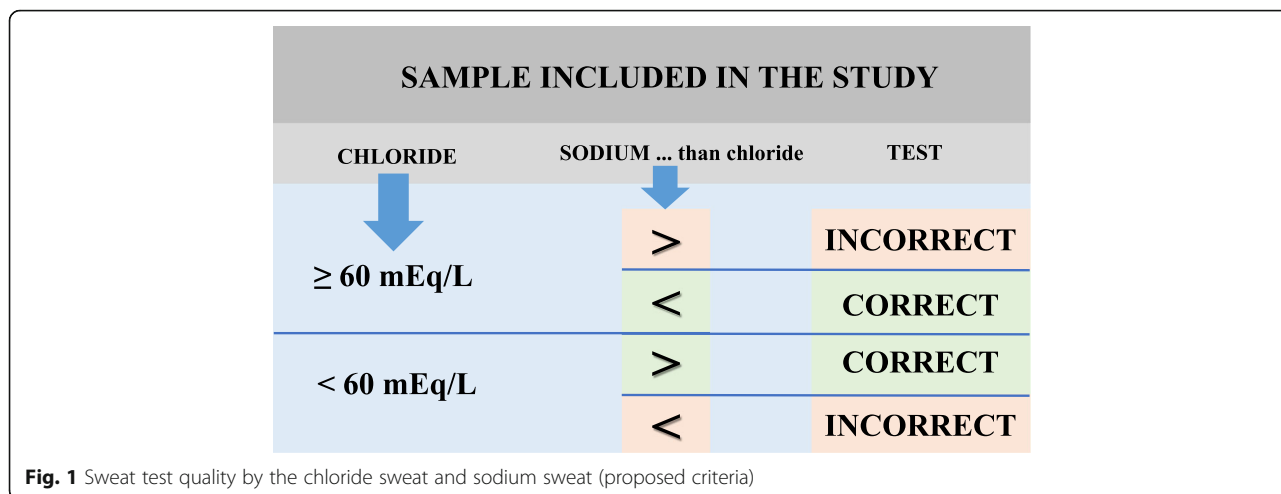 SAMPLE INCLUDED IN THE STUDY
CHLORIDE SODIUM ... than chloride TEST
> INCORRECT
≥ 60 mEq/L
< CORRECT
> CORRECT
< 60 mEq/L
< INCORRECT
Fig. 1 Sweat test quality by the chloride sweat and sodium sweat (proposed criteria)